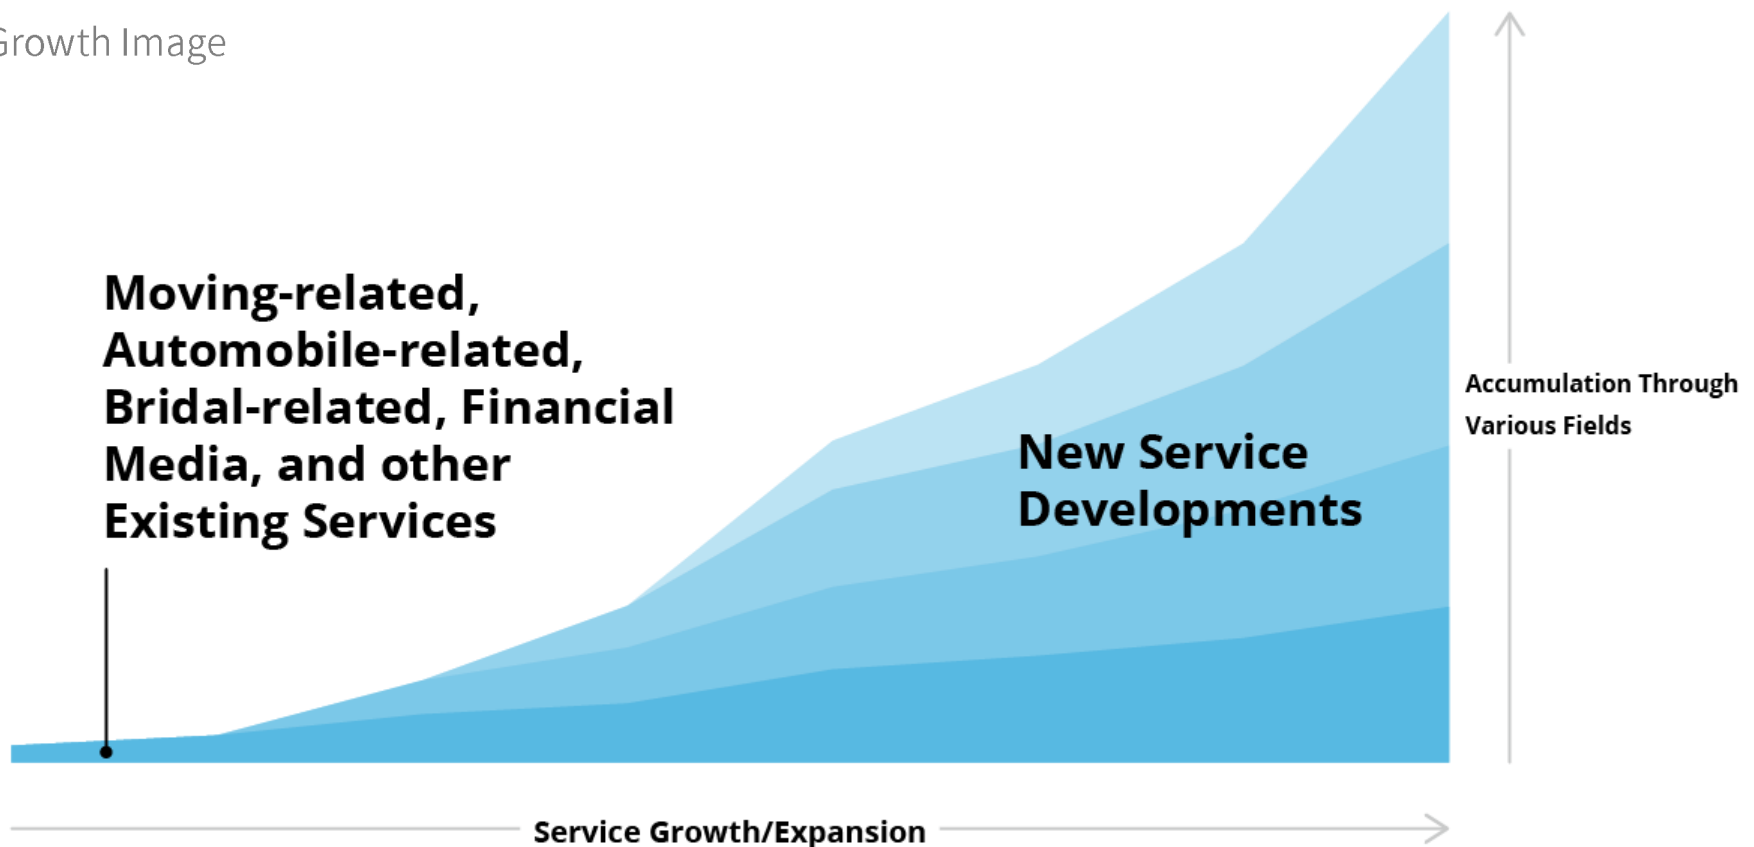 Growth Image
Moving-related,
Automobile-related,
Bridal-related, Financial
Media, and other
Existing Services
New Service
Developments
Accumulation Through
Various Fields
Service Growth/Expansion